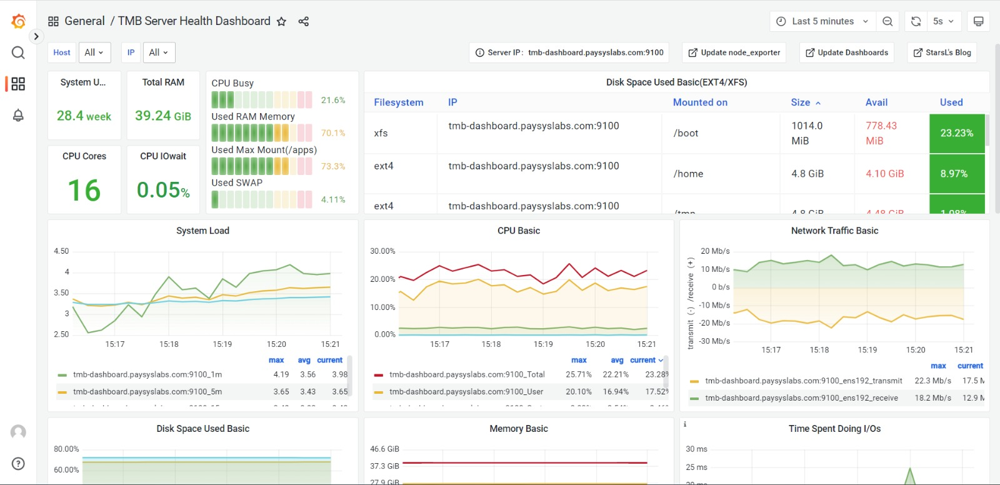 General / TMB Server Health Dashboard
Last 5 minutes
5s
Host All IP All
Server IP: tmb-dashboard.paysyslabs.com:9100
Update node_exporter
Update Dashboards
StarsL's Blog
System U...
28.4 week
Total RAM
39.24 GiB
CPU Cores
16
CPU IOwait
0.05%
CPU Busy
21.6%
Used RAM Memory
70.1%
Used Max Mount(/apps)
73.3%
Used SWAP
4.11%
Disk Space Used Basic(EXT4/XFS)
Filesystem IP Mounted on Size Avail Used
xfs tmb-dashboard.paysyslabs.com:9100 /boot 1014.0 MiB 778.43 MiB 23.23%
ext4 tmb-dashboard.paysyslabs.com:9100 /home 4.8 GiB 4.10 GiB 8.97%
ext4 tmb-dashboard.paysyslabs.com:9100 /tmp 4.8 GiB 4.48 GiB 1.08%
System Load
4.50
4
3.50
3
2.50
15:17 15:18 15:19 15:20 15:21
max avg current
tmb-dashboard.paysyslabs.com:9100_1m 4.19 3.56 3.98
tmb-dashboard.paysyslabs.com:9100_5m 3.65 3.43 3.65
CPU Basic
30.00%
20.00%
10.00%
0.00%
15:17 15:18 15:19 15:20 15:21
max avg current
tmb-dashboard.paysyslabs.com:9100_Total 25.71% 22.21% 23.28%
tmb-dashboard.paysyslabs.com:9100_User 20.10% 16.94% 17.52%
Network Traffic Basic
transmit (-) /receive (+)
20 Mb/s
10 Mb/s
0 b/s
-10 Mb/s
-20 Mb/s
-30 Mb/s
15:17 15:18 15:19 15:20 15:21
max current
tmb-dashboard.paysyslabs.com:9100_ens192_transmit 22.3 Mb/s 17.5 M
tmb-dashboard.paysyslabs.com:9100_ens192_receive 18.2 Mb/s 12.9 M
Disk Space Used Basic
80.00%
60.00%
Memory Basic
46.6 GiB
37.3 GiB
27.9 GiB
i
Time Spent Doing I/Os
30 ms
25 ms
20 ms